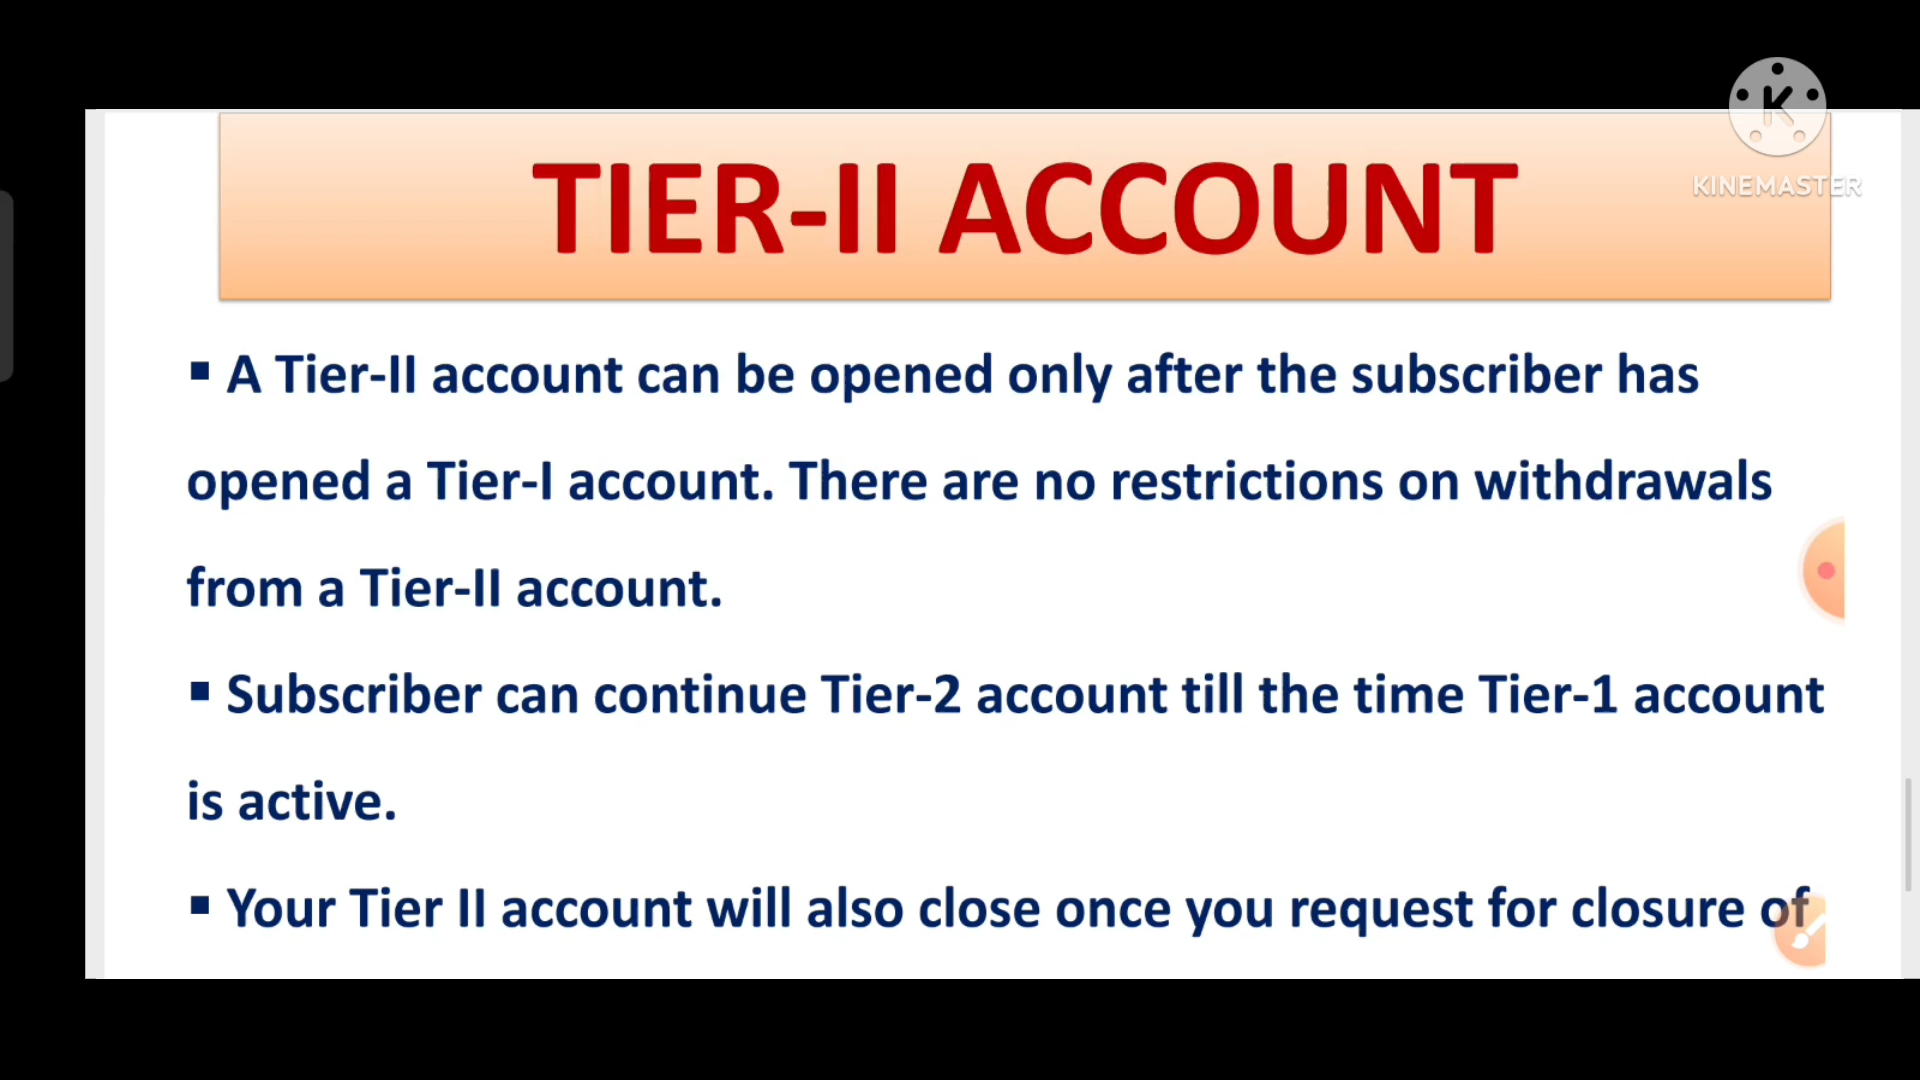 K
KINEMASTER
TIER-II ACCOUNT
▪ A Tier-II account can be opened only after the subscriber has
opened a Tier-I account. There are no restrictions on withdrawals
from a Tier-II account.
▪ Subscriber can continue Tier-2 account till the time Tier-1 account
is active.
▪ Your Tier II account will also close once you request for closure of